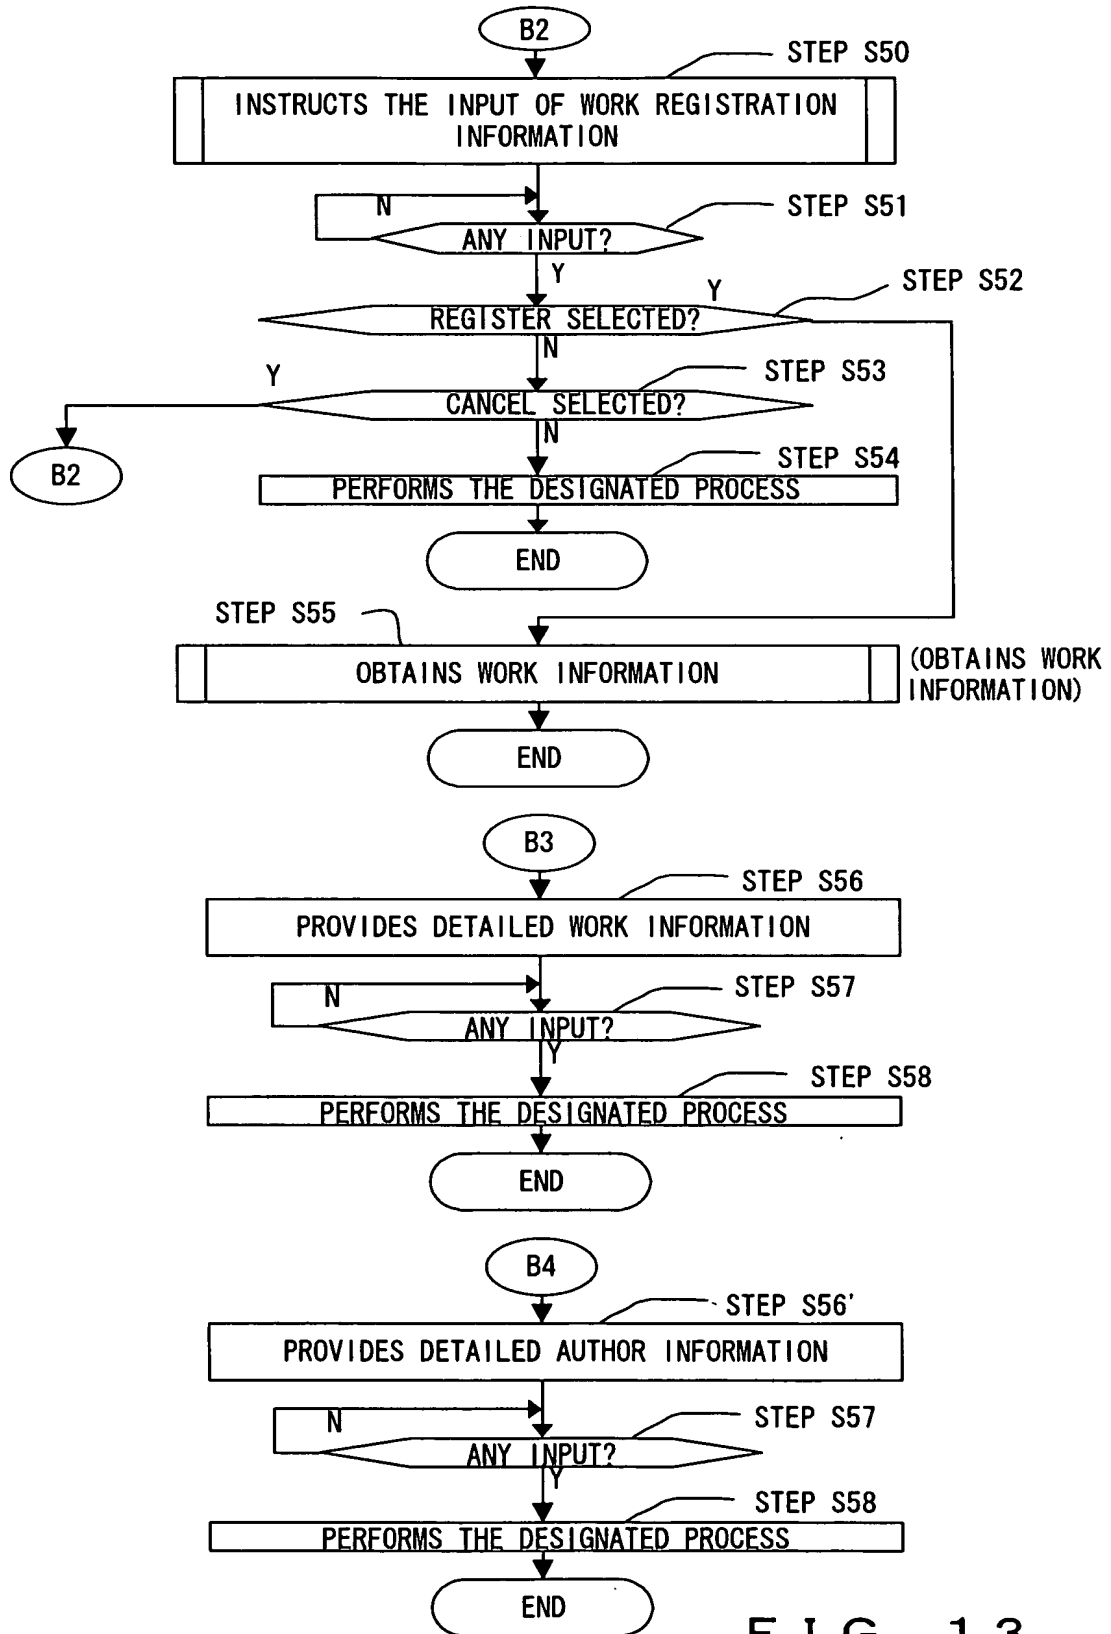 B2
STEP S50
INSTRUCTS THE INPUT OF WORK REGISTRATION
INFORMATION
N
STEP S51
ANY INPUT?
Y
Y
STEP S52
REGISTER SELECTED?
N
Y
STEP S53
CANCEL SELECTED?
N
B2
STEP S54
PERFORMS THE DESIGNATED PROCESS
END
STEP S55
OBTAINS WORK INFORMATION
(OBTAINS WORK
INFORMATION)
END
B3
STEP S56
PROVIDES DETAILED WORK INFORMATION
N
STEP S57
ANY INPUT?
Y
STEP S58
PERFORMS THE DESIGNATED PROCESS
END
B4
STEP S56'
PROVIDES DETAILED AUTHOR INFORMATION
N
STEP S57
ANY INPUT?
Y
STEP S58
PERFORMS THE DESIGNATED PROCESS
END
FIG. 13